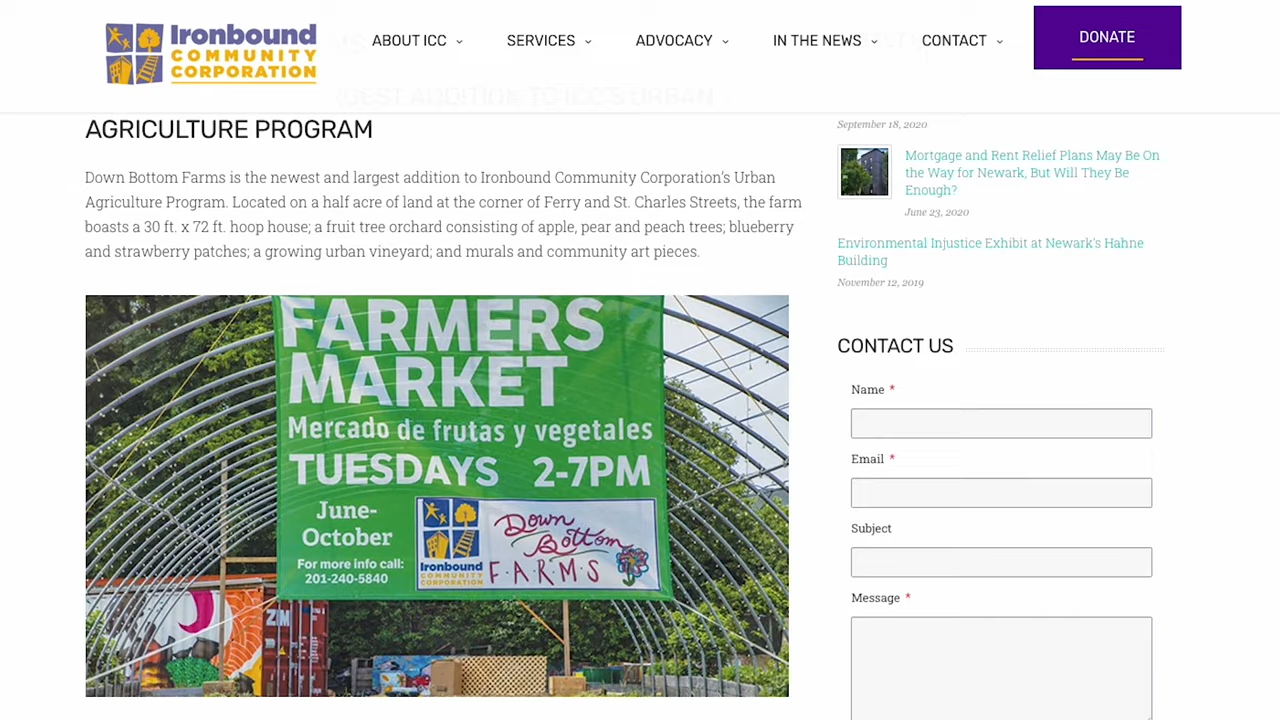 Ironbound
COMMUNITY
CORPORATION
ABOUT ICC
SERVICES
ADVOCACY
IN THE NEWS
CONTACT
DONATE
GEST ADDITION TO ICC'S URBAN
AGRICULTURE PROGRAM
Down Bottom Farms is the newest and largest addition to Ironbound Community Corporation's Urban
Agriculture Program. Located on a half acre of land at the corner of Ferry and St. Charles Streets, the farm
boasts a 30 ft. x 72 ft. hoop house; a fruit tree orchard consisting of apple, pear and peach trees; blueberry
and strawberry patches; a growing urban vineyard; and murals and community art pieces.
FARMERS
MARKET
Mercado de frutas y vegetales
TUESDAYS 2-7PM
June-
October
For more info call:
201-240-5840
Ironbound
COMMUNITY
CORPORATION
Down
Bottom
F·A·R·M·S
ZIM
September 18, 2020
Mortgage and Rent Relief Plans May Be On
the Way for Newark, But Will They Be
Enough?
June 23, 2020
Environmental Injustice Exhibit at Newark's Hahne
Building
November 12, 2019
CONTACT US
Name *
Email *
Subject
Message *